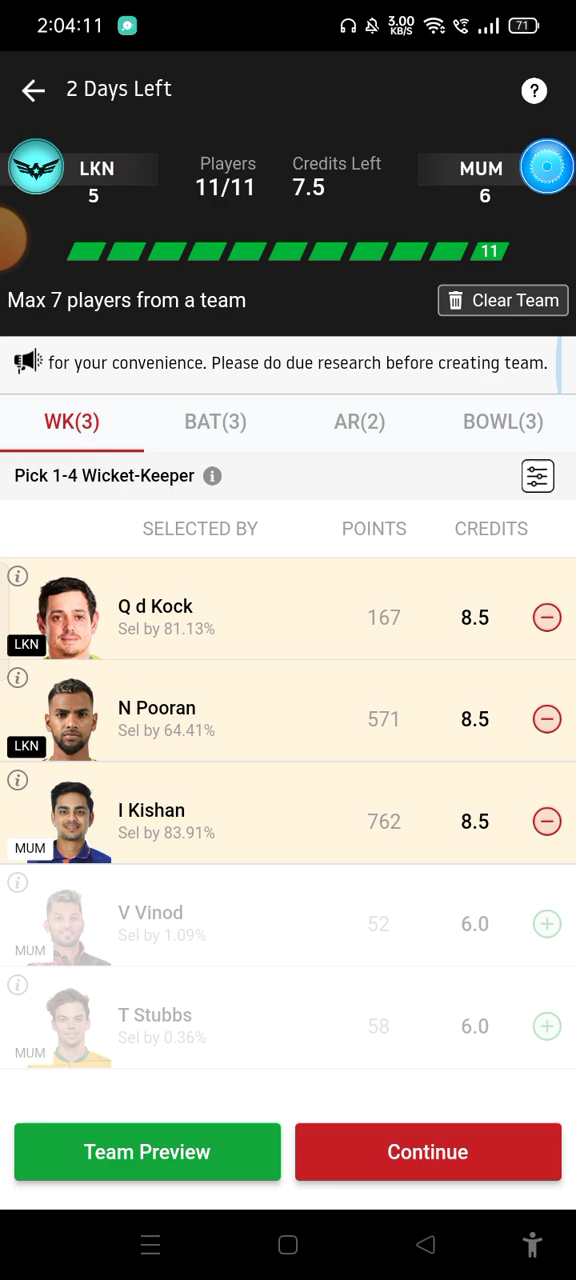 2:04:11 3.00 KB/S 71
2 Days Left ?
LKN Players Credits Left MUM
5 11/11 7.5 6
11
Max 7 players from a team Clear Team
for your convenience. Please do due research before creating team.
WK(3) BAT(3) AR(2) BOWL(3)
Pick 1-4 Wicket-Keeper i
SELECTED BY POINTS CREDITS
i
Q d Kock 167 8.5
Sel by 81.13%
LKN
i
N Pooran 571 8.5
Sel by 64.41%
LKN
i
I Kishan 762 8.5
Sel by 83.91%
MUM
i
V Vinod 52 6.0
Sel by 1.09%
MUM
i
T Stubbs 58 6.0
Sel by 0.36%
MUM
Team Preview Continue